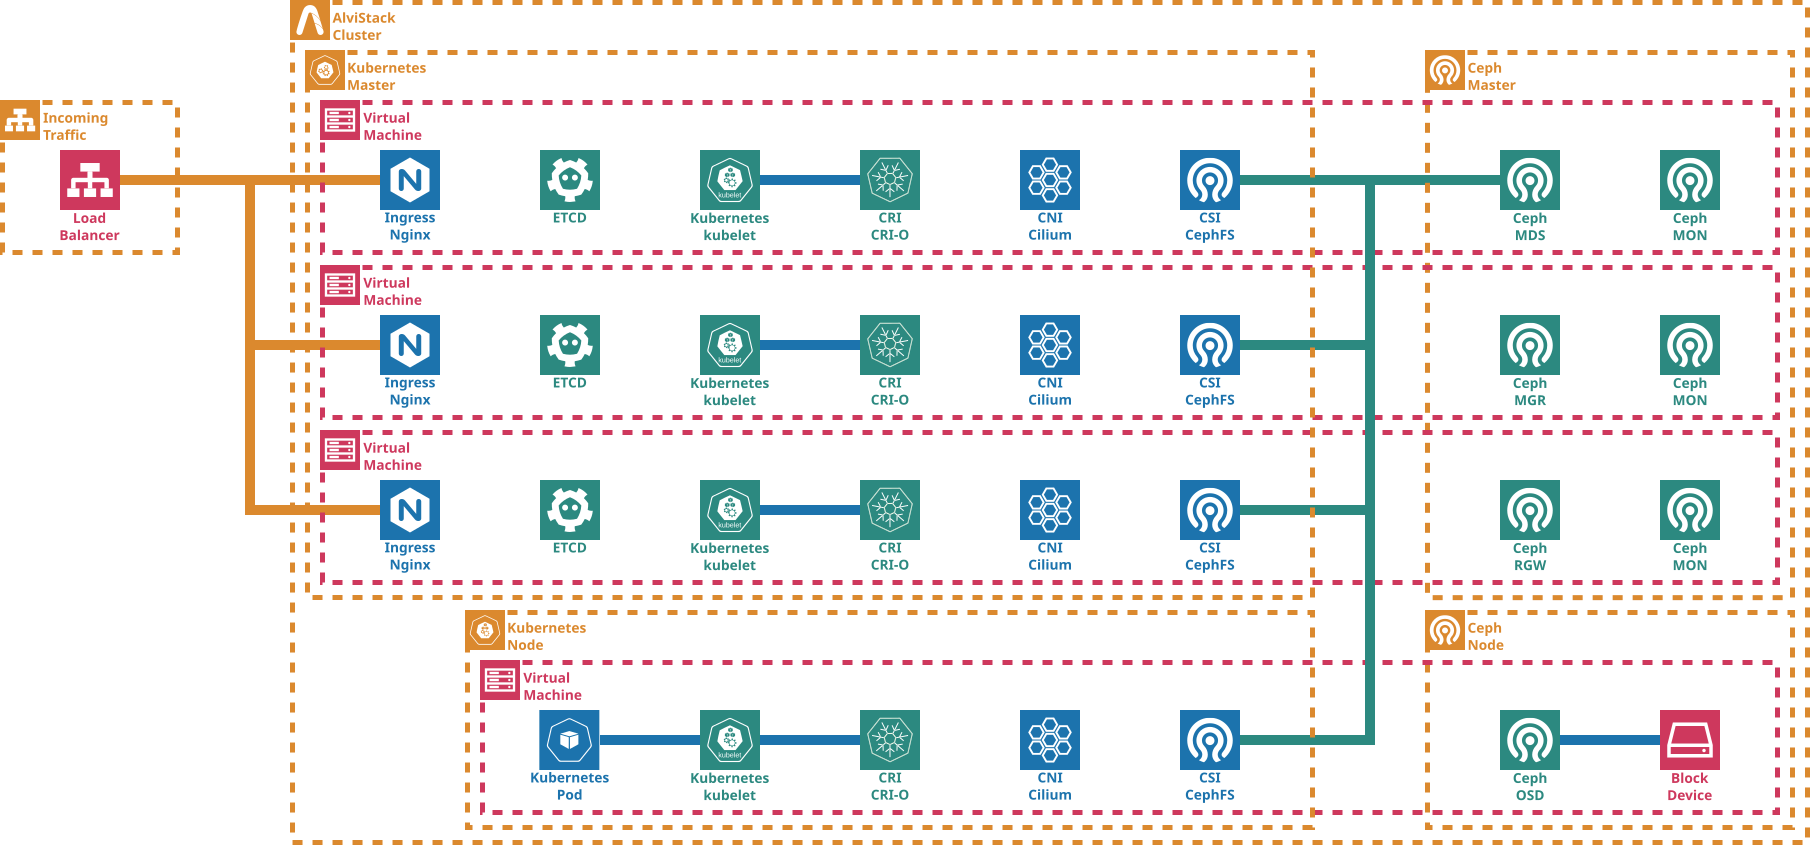 AlviStack
Cluster
Kubernetes
Master
Ceph
Master
Incoming
Traffic
Load
Balancer
Virtual
Machine
Ingress
Nginx
ETCD
kubelet
Kubernetes
kubelet
CRI
CRI-O
CNI
Cilium
CSI
CephFS
Ceph
MDS
Ceph
MON
Virtual
Machine
Ingress
Nginx
ETCD
kubelet
Kubernetes
kubelet
CRI
CRI-O
CNI
Cilium
CSI
CephFS
Ceph
MGR
Ceph
MON
Virtual
Machine
Ingress
Nginx
ETCD
kubelet
Kubernetes
kubelet
CRI
CRI-O
CNI
Cilium
CSI
CephFS
Ceph
RGW
Ceph
MON
Kubernetes
Node
Ceph
Node
Virtual
Machine
Kubernetes
Pod
kubelet
Kubernetes
kubelet
CRI
CRI-O
CNI
Cilium
CSI
CephFS
Ceph
OSD
Block
Device